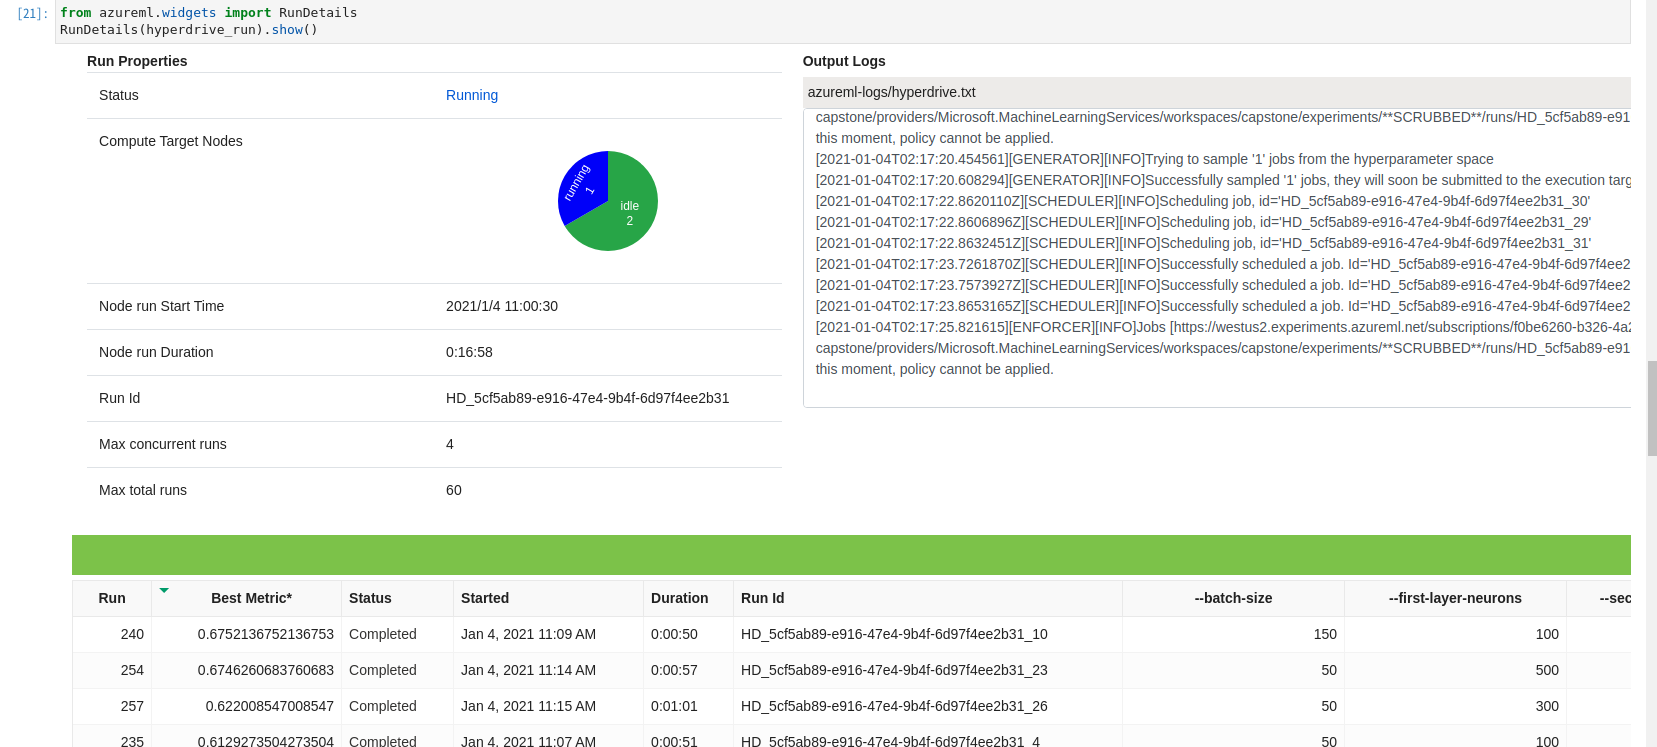 [21]: from azureml.widgets import RunDetails
RunDetails(hyperdrive_run).show()
Run Properties
Status Running
Compute Target Nodes
running
1
idle
2
Node run Start Time 2021/1/4 11:00:30
Node run Duration 0:16:58
Run Id HD_5cf5ab89-e916-47e4-9b4f-6d97f4ee2b31
Max concurrent runs 4
Max total runs 60
Output Logs
azureml-logs/hyperdrive.txt
capstone/providers/Microsoft.MachineLearningServices/workspaces/capstone/experiments/**SCRUBBED**/runs/HD_5cf5ab89-e91
this moment, policy cannot be applied.
[2021-01-04T02:17:20.454561][GENERATOR][INFO]Trying to sample '1' jobs from the hyperparameter space
[2021-01-04T02:17:20.608294][GENERATOR][INFO]Successfully sampled '1' jobs, they will soon be submitted to the execution targ
[2021-01-04T02:17:22.8620110Z][SCHEDULER][INFO]Scheduling job, id='HD_5cf5ab89-e916-47e4-9b4f-6d97f4ee2b31_30'
[2021-01-04T02:17:22.8606896Z][SCHEDULER][INFO]Scheduling job, id='HD_5cf5ab89-e916-47e4-9b4f-6d97f4ee2b31_29'
[2021-01-04T02:17:22.8632451Z][SCHEDULER][INFO]Scheduling job, id='HD_5cf5ab89-e916-47e4-9b4f-6d97f4ee2b31_31'
[2021-01-04T02:17:23.7261870Z][SCHEDULER][INFO]Successfully scheduled a job. Id='HD_5cf5ab89-e916-47e4-9b4f-6d97f4ee2
[2021-01-04T02:17:23.7573927Z][SCHEDULER][INFO]Successfully scheduled a job. Id='HD_5cf5ab89-e916-47e4-9b4f-6d97f4ee2
[2021-01-04T02:17:23.8653165Z][SCHEDULER][INFO]Successfully scheduled a job. Id='HD_5cf5ab89-e916-47e4-9b4f-6d97f4ee2
[2021-01-04T02:17:25.821615][ENFORCER][INFO]Jobs [https://westus2.experiments.azureml.net/subscriptions/f0be6260-b326-4a2
capstone/providers/Microsoft.MachineLearningServices/workspaces/capstone/experiments/**SCRUBBED**/runs/HD_5cf5ab89-e91
this moment, policy cannot be applied.
Run Best Metric* Status Started Duration Run Id --batch-size --first-layer-neurons --sec
240 0.6752136752136753 Completed Jan 4, 2021 11:09 AM 0:00:50 HD_5cf5ab89-e916-47e4-9b4f-6d97f4ee2b31_10 150 100
254 0.6746260683760683 Completed Jan 4, 2021 11:14 AM 0:00:57 HD_5cf5ab89-e916-47e4-9b4f-6d97f4ee2b31_23 50 500
257 0.622008547008547 Completed Jan 4, 2021 11:15 AM 0:01:01 HD_5cf5ab89-e916-47e4-9b4f-6d97f4ee2b31_26 50 300
235 0.6129273504273504 Completed Jan 4, 2021 11:07 AM 0:00:51 HD_5cf5ab89-e916-47e4-9b4f-6d97f4ee2b31_4 50 100